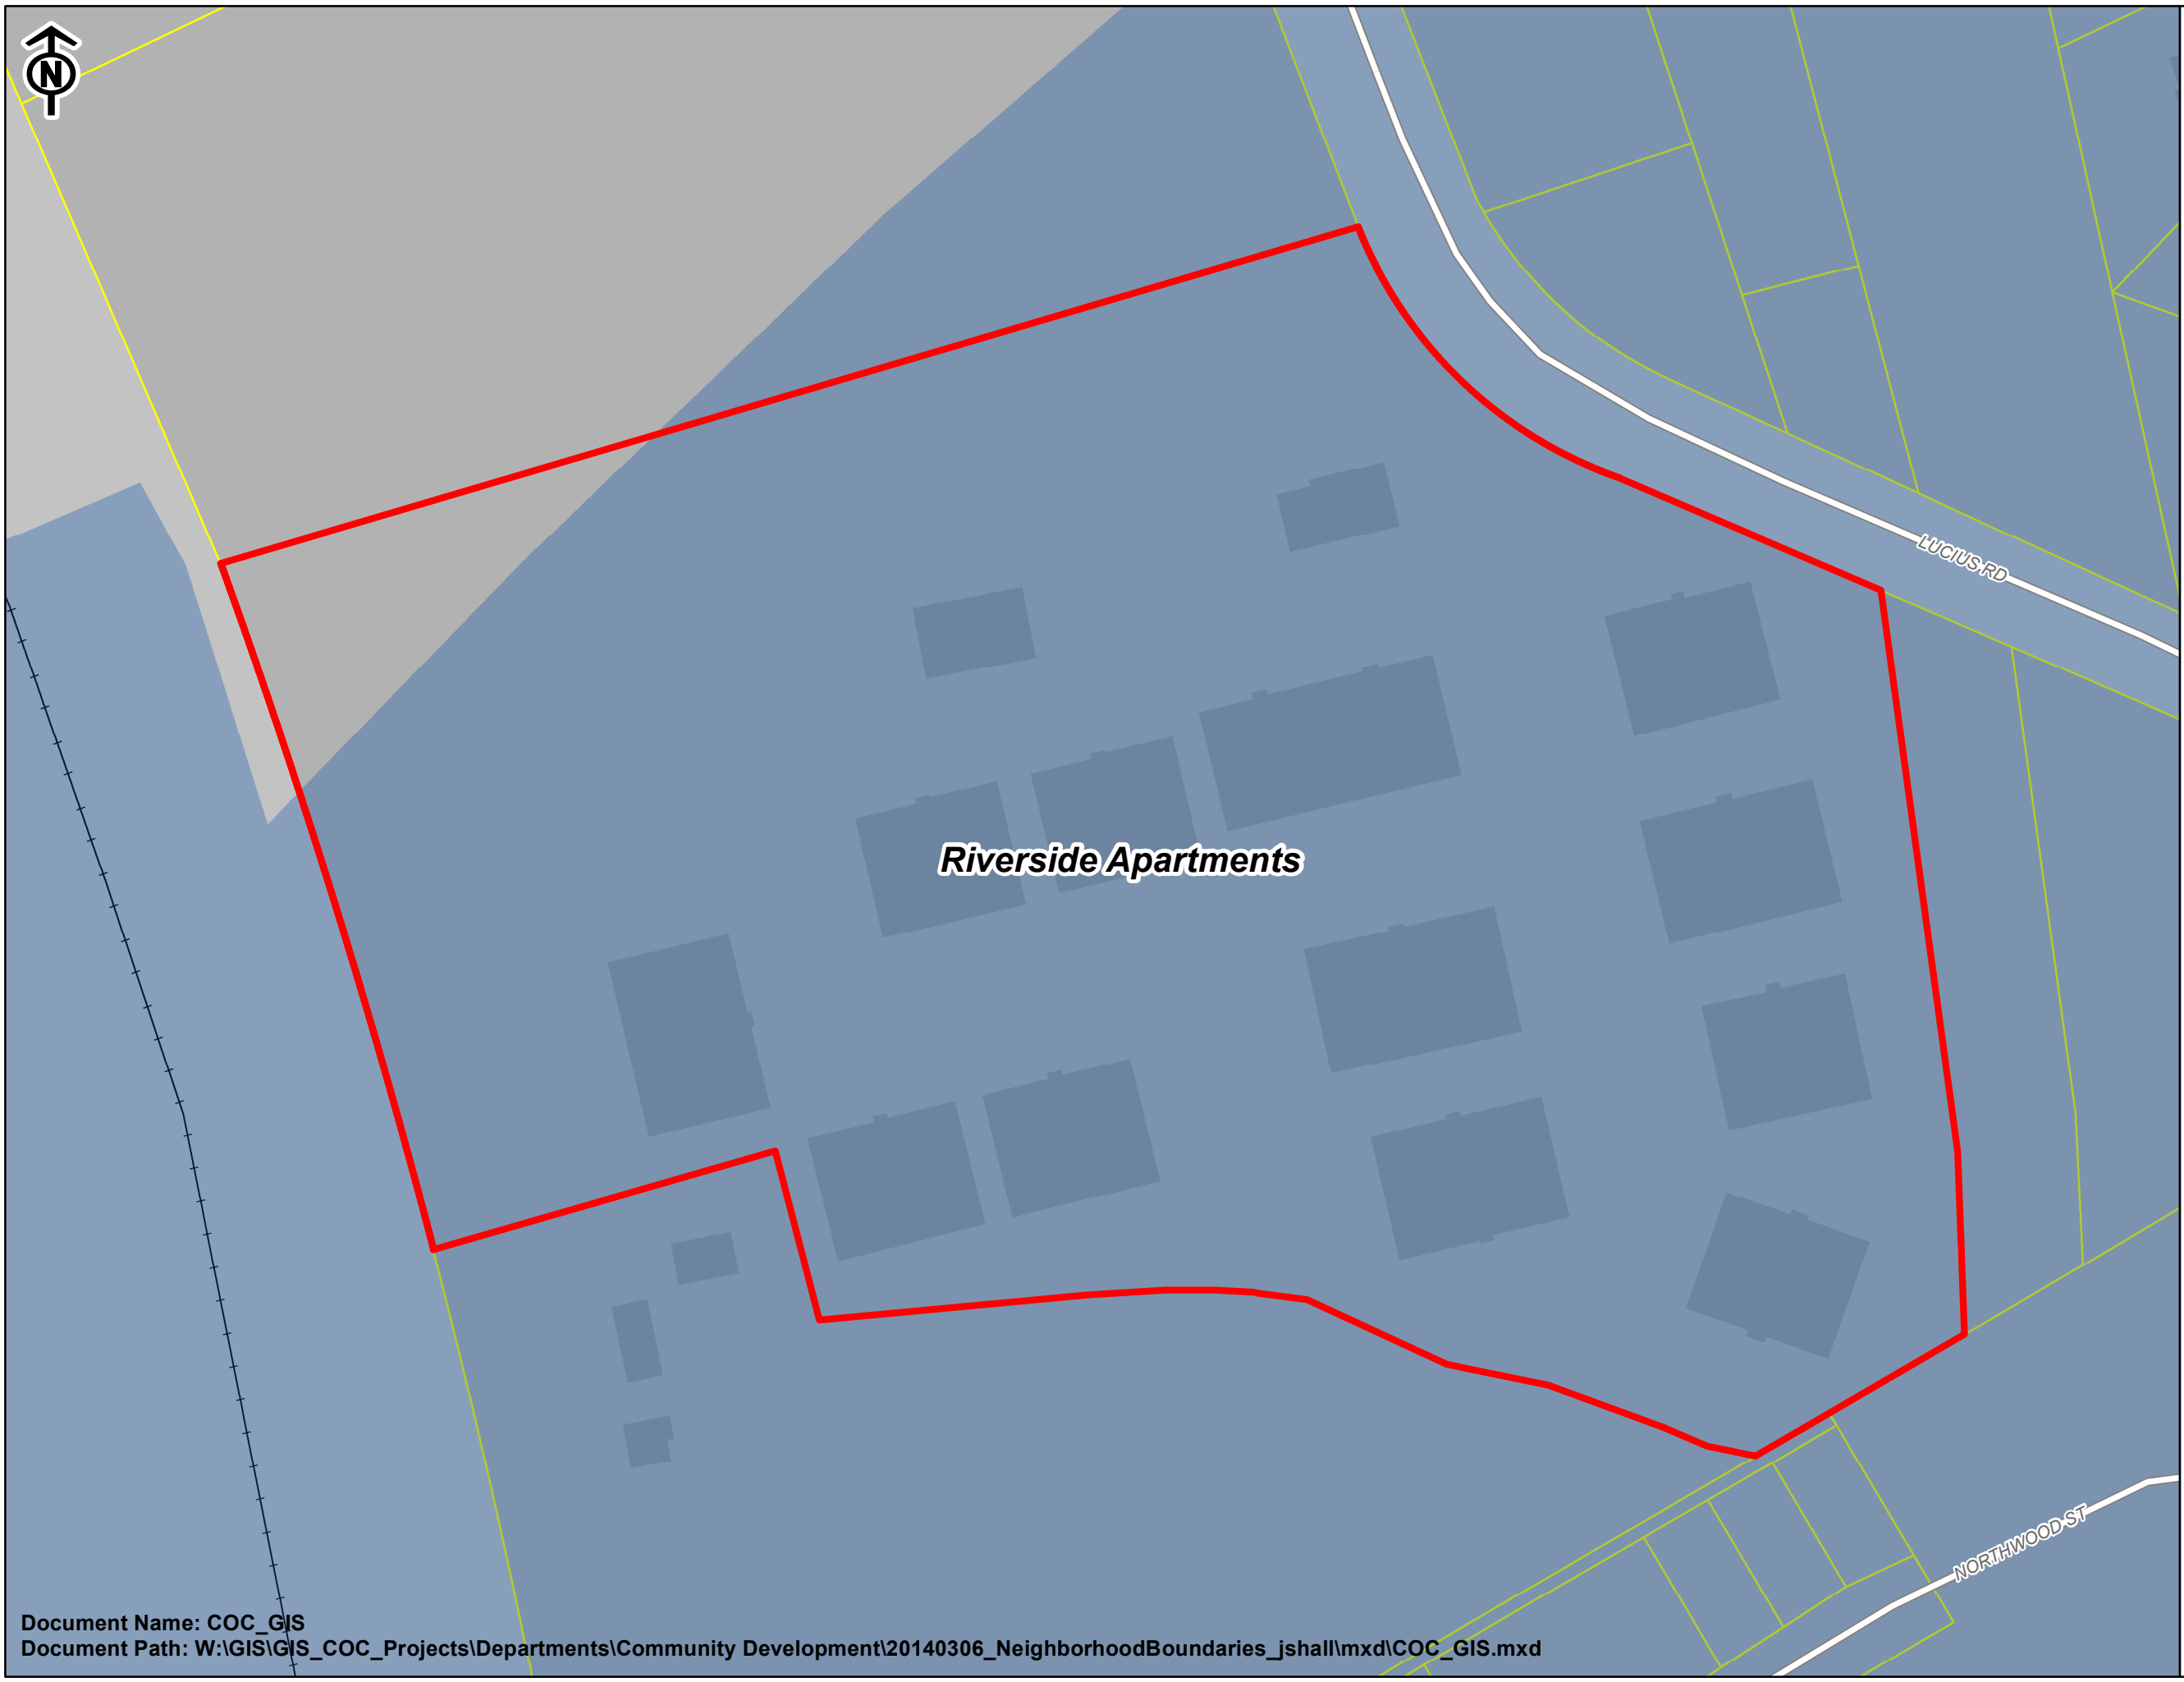 N
LUCIUS RD
Riverside Apartments
NORTHWOOD ST
Document Name: COC_GIS
Document Path: W:\GIS\GIS_COC_Projects\Departments\Community Development\20140306_NeighborhoodBoundaries_jshall\mxd\COC_GIS.mxd